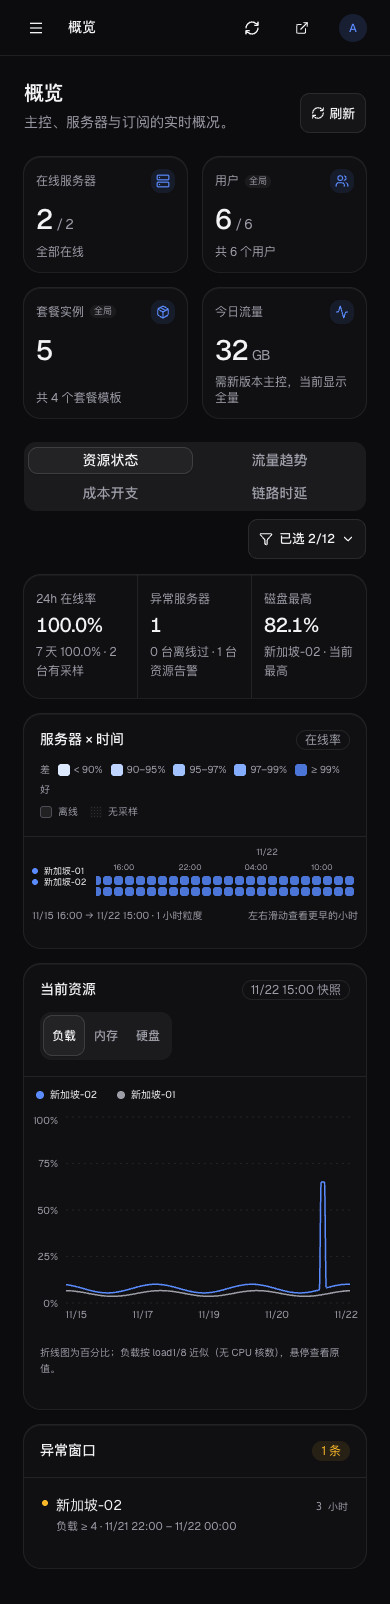 概览
A
概览
主控、服务器与订阅的实时概况。
刷新
在线服务器
2 / 2
全部在线
用户 全局
6 / 6
共 6 个用户
套餐实例 全局
5
共 4 个套餐模板
今日流量
32 GB
需新版本主控，当前显示
全量
资源状态
流量趋势
成本开支
链路时延
已选 2/12
24h 在线率
100.0%
7 天 100.0% · 2
台有采样
异常服务器
1
0 台离线过 · 1 台
资源告警
磁盘最高
82.1%
新加坡-02 · 当前
最高
服务器 × 时间
在线率
差 < 90% 90–95% 95–97% 97–99% ≥ 99%
好
离线 无采样
11/22
16:00 22:00 04:00 10:00
新加坡-01
新加坡-02
11/15 16:00 → 11/22 15:00 · 1 小时粒度
左右滑动查看更早的小时
当前资源
11/22 15:00 快照
负载 内存 硬盘
新加坡-02 新加坡-01
100%
75%
50%
25%
0%
11/15 11/17 11/19 11/20 11/22
折线图为百分比；负载按 load1/8 近似（无 CPU 核数），悬停查看原
值。
异常窗口
1 条
新加坡-02
3 小时
负载 ≥ 4 · 11/21 22:00 – 11/22 00:00